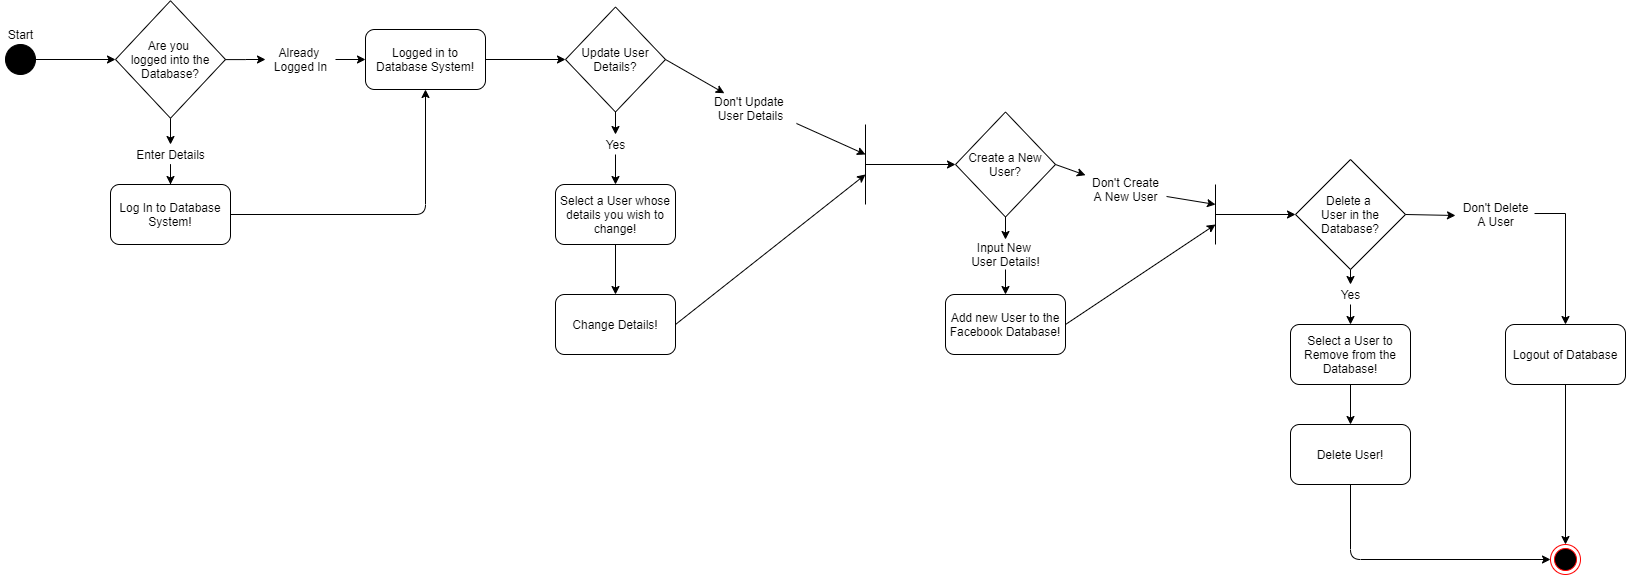 Start
Are you
logged into the
Database?
Already
Logged In
Logged in to
Database System!
Enter Details
Log In to Database
System!
Update User
Details?
Don't Update
User Details
Yes
Select a User whose
details you wish to
change!
Change Details!
Create a New
User?
Don't Create
A New User
Input New
User Details!
Add new User to the
Facebook Database!
Delete a
User in the
Database?
Don't Delete
A User
Yes
Select a User to
Remove from the
Database!
Delete User!
Logout of Database